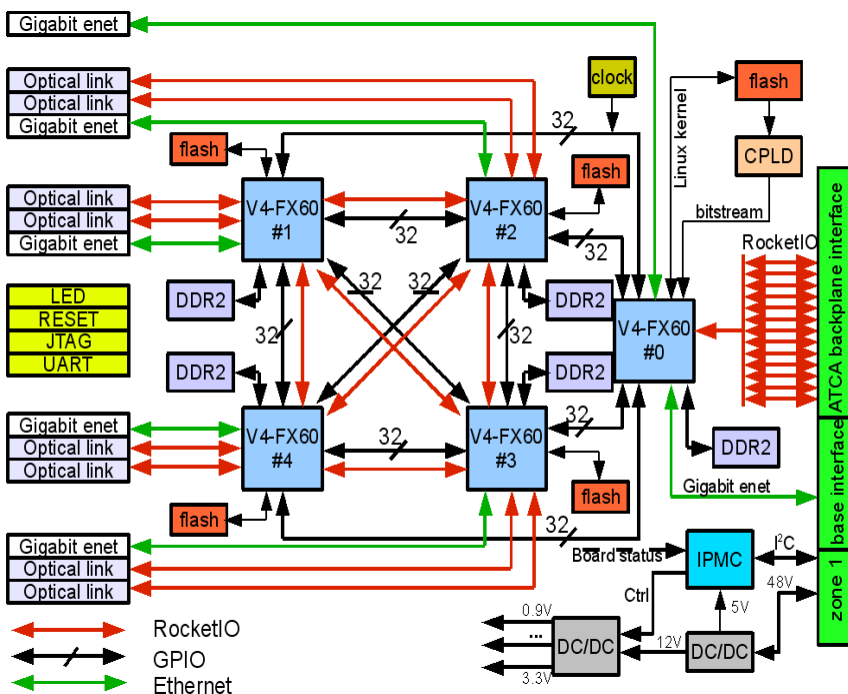 Gigabit enet
Optical link
Optical link
Gigabit enet
clock
flash
Linux kernel
CPLD
bitstream
32
flash
flash
Optical link
Optical link
Gigabit enet
V4-FX60
#1
V4-FX60
#2
32
32
RocketIO
ATCA backplane interface
32
32
DDR2
DDR2
LED
RESET
JTAG
UART
32
32
V4-FX60
#0
DDR2
DDR2
Gigabit enet
Optical link
Optical link
V4-FX60
#4
32
V4-FX60
#3
32
DDR2
base interface
Gigabit enet
flash
flash
32
Gigabit enet
Optical link
Optical link
Board status
IPMC
I²C
zone 1
Ctrl
5V
48V
0.9V
...
3.3V
DC/DC
12V
DC/DC
RocketIO
GPIO
Ethernet